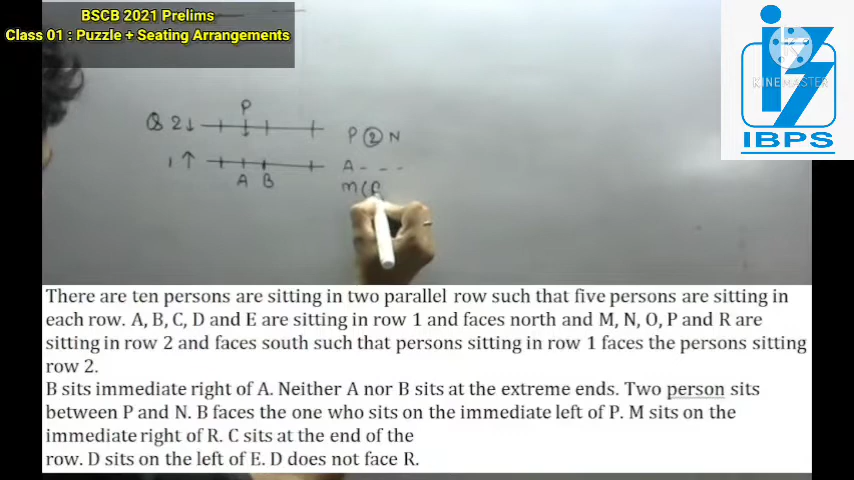 BSCB 2021 Prelims
Class 01 : Puzzle + Seating Arrangements
KINEMASTER
IBPS
P
Q 2↓
P ② N
1 ↑
A - - -
A B
M (R
There are ten persons are sitting in two parallel row such that five persons are sitting in
each row. A, B, C, D and E are sitting in row 1 and faces north and M, N, O, P and R are
sitting in row 2 and faces south such that persons sitting in row 1 faces the persons sitting
row 2.
B sits immediate right of A. Neither A nor B sits at the extreme ends. Two person sits
between P and N. B faces the one who sits on the immediate left of P. M sits on the
immediate right of R. C sits at the end of the
row. D sits on the left of E. D does not face R.